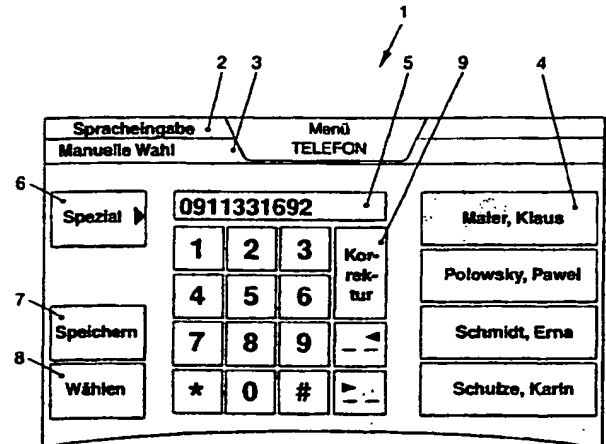 1
2 3 5 9 4
Spracheingabe
Menü
Manuelle Wahl
TELEFON
6
Spezial
0911331692
Maler, Klaus
1 2 3
Kor-
rek-
tur
Polowsky, Pawel
4 5 6
7
Speichern
7 8 9
Schmidt, Erna
8
Wählen
* 0 #
Schulze, Karin